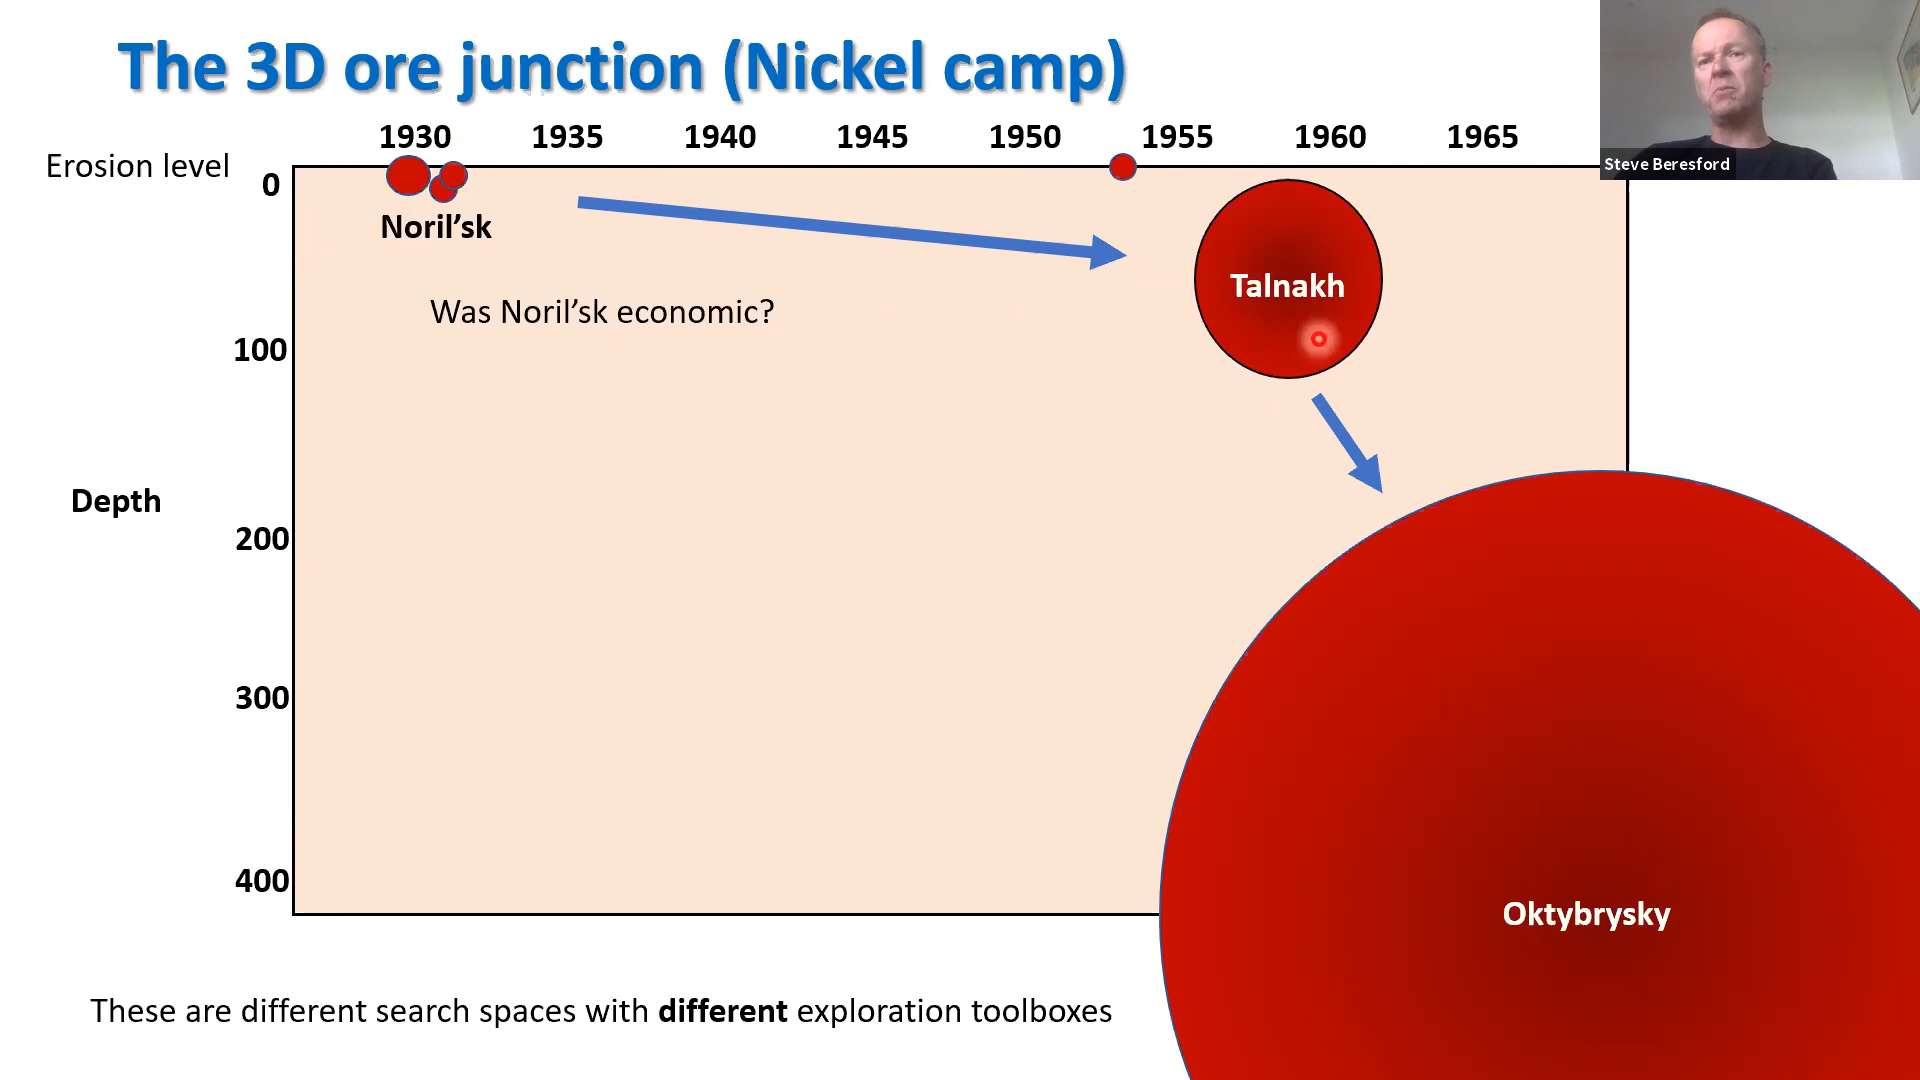 The 3D ore junction (Nickel camp)
1930 1935 1940 1945 1950 1955 1960 1965
Steve Beresford
Erosion level
0
Noril’sk
Talnakh
Was Noril’sk economic?
100
Depth
200
300
400
Oktybrysky
These are different search spaces with different exploration toolboxes